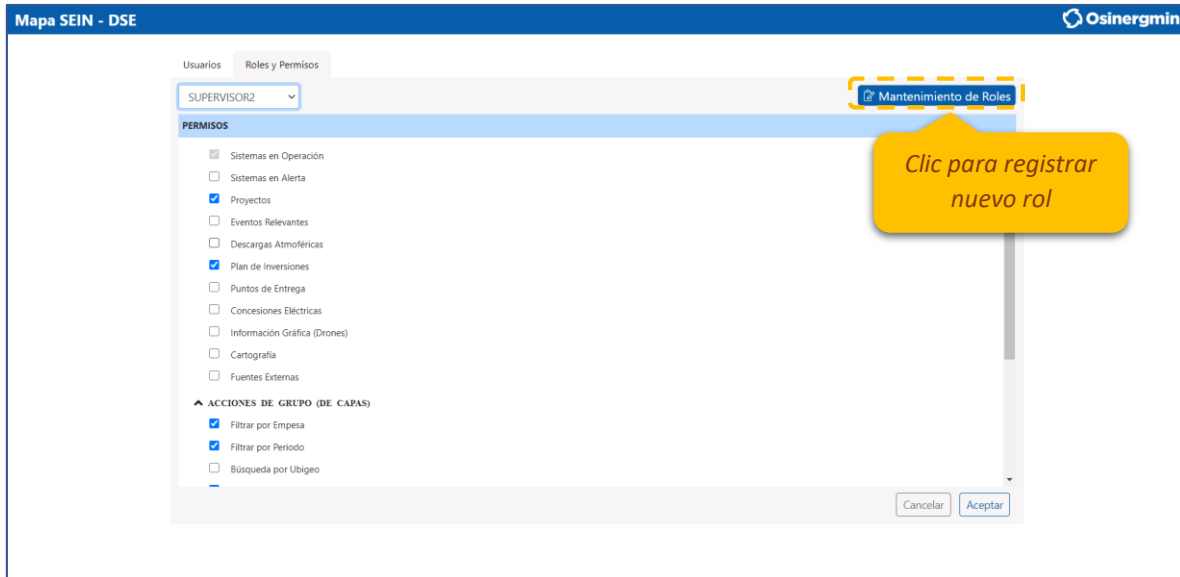 Mapa SEIN - DSE
Osinergmin
Usuarios
Roles y Permisos
SUPERVISOR2
Mantenimiento de Roles
PERMISOS
Clic para registrar
nuevo rol
Sistemas en Operación
Sistemas en Alerta
Proyectos
Eventos Relevantes
Descargas Atmoféricas
Plan de Inversiones
Puntos de Entrega
Concesiones Eléctricas
Información Gráfica (Drones)
Cartografía
Fuentes Externas
ACCIONES DE GRUPO (DE CAPAS)
Filtrar por Empesa
Filtrar por Periodo
Búsqueda por Ubigeo
Cancelar
Aceptar